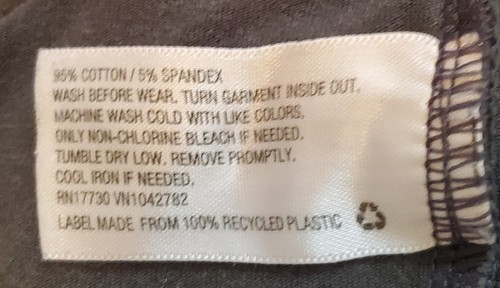 95% COTTON / 5% SPANDEX
WASH BEFORE WEAR. TURN GARMENT INSIDE OUT.
MACHINE WASH COLD WITH LIKE COLORS.
ONLY NON-CHLORINE BLEACH IF NEEDED.
TUMBLE DRY LOW. REMOVE PROMPTLY.
COOL IRON IF NEEDED.
RN17730 VN1042782
LABEL MADE FROM 100% RECYCLED PLASTIC